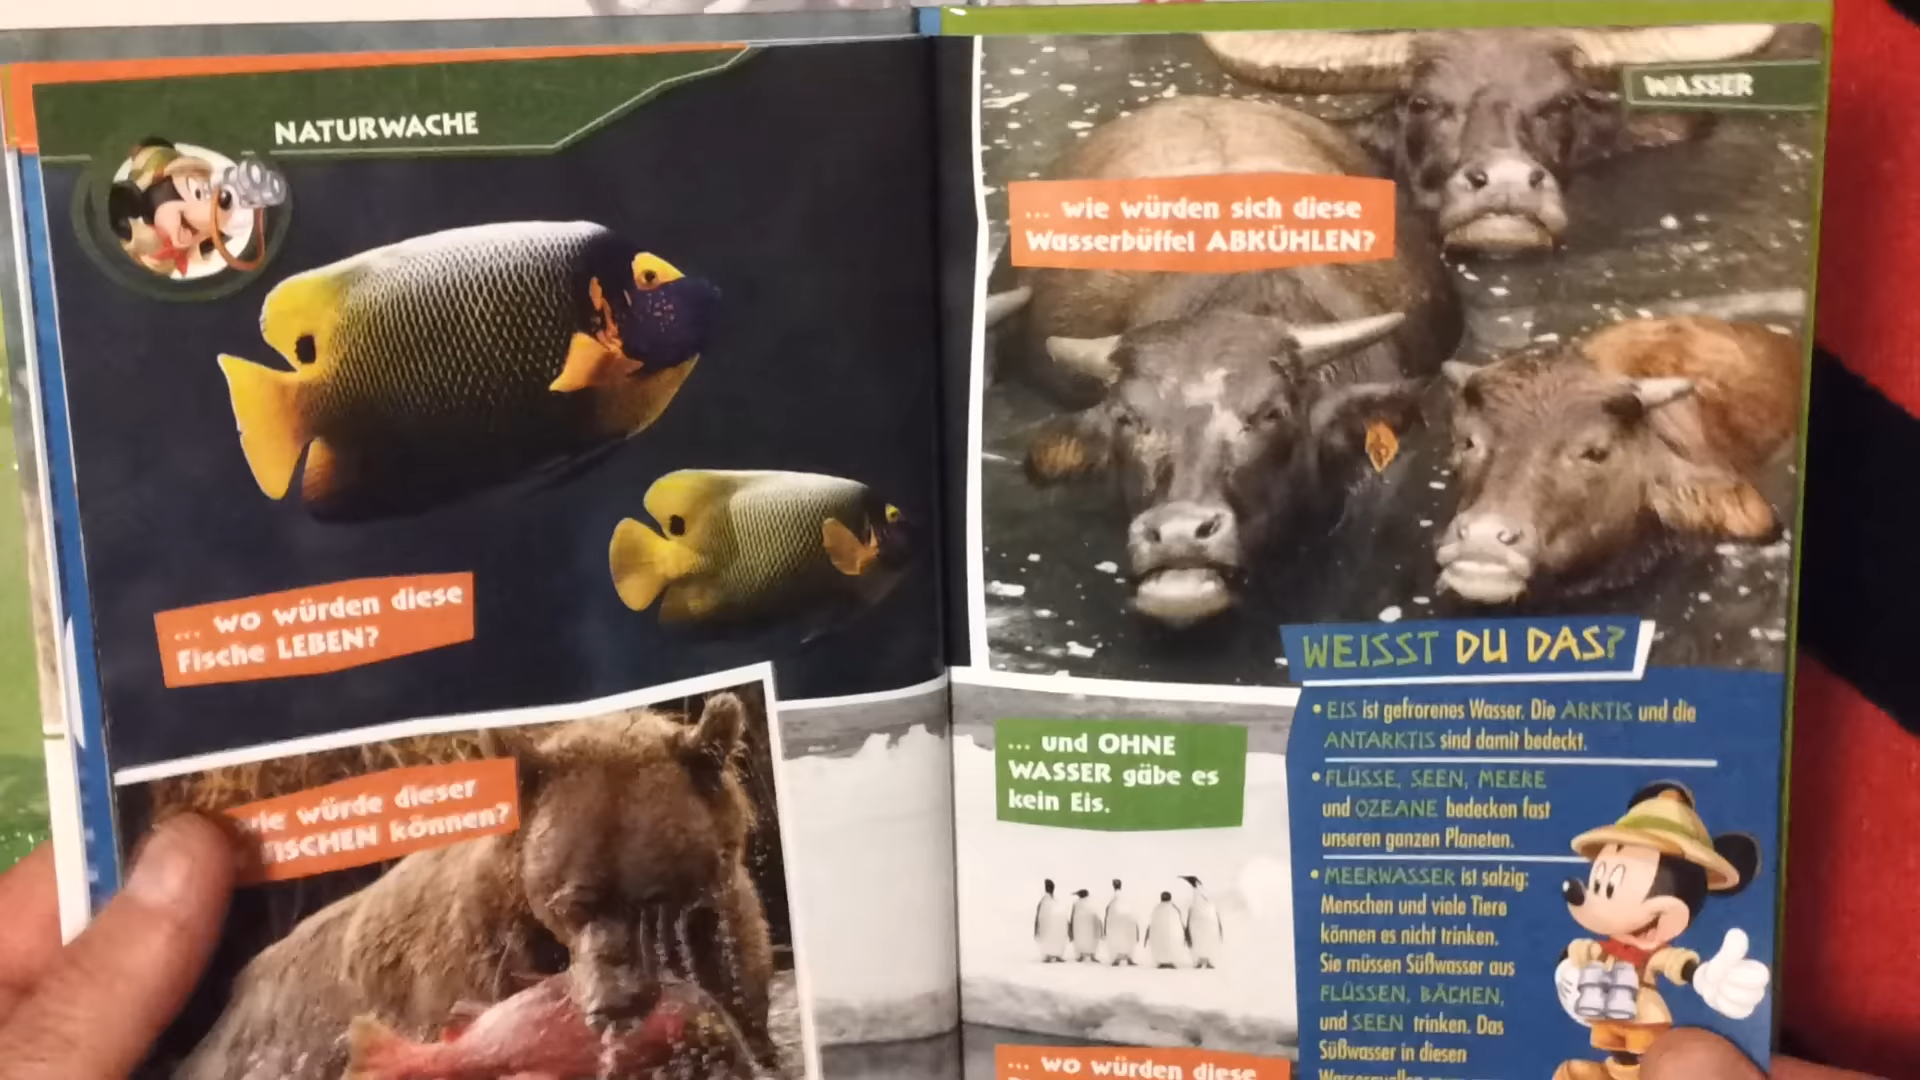 NATURWACHE
... wo würden diese
Fische LEBEN?
würde dieser
FISCHEN können?
WASSER
... wie würden sich diese
Wasserbüffel ABKÜHLEN?
... und OHNE
WASSER gäbe es
kein Eis.
... wo würden diese
WEISST DU DAS?
• EIS ist gefrorenes Wasser. Die ARKTIS und die
ANTARKTIS sind damit bedeckt.
• FLÜSSE, SEEN, MEERE
und OZEANE bedecken fast
unseren ganzen Planeten.
• MEERWASSER ist salzig:
Menschen und viele Tiere
können es nicht trinken.
Sie müssen Süßwasser aus
FLÜSSEN, BÄCHEN,
und SEEN trinken. Das
Süßwasser in diesen